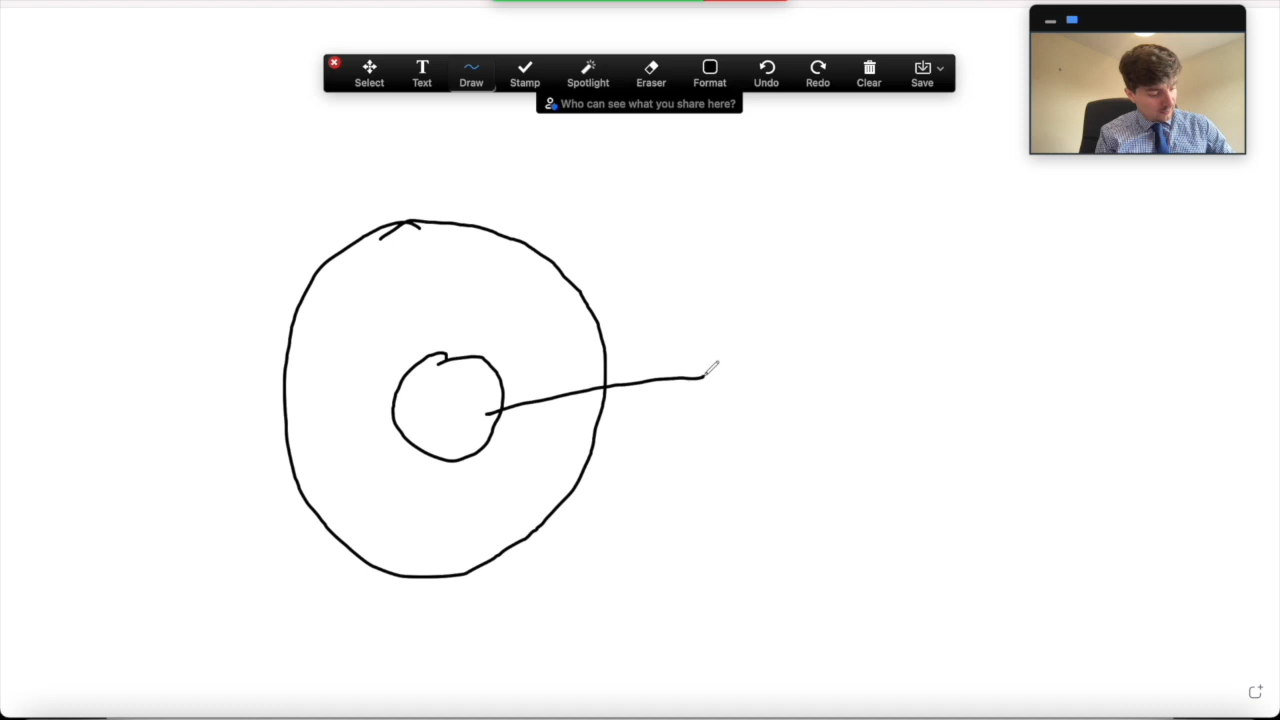 Select Text Draw Stamp Spotlight Eraser Format Undo Redo Clear Save
Who can see what you share here?